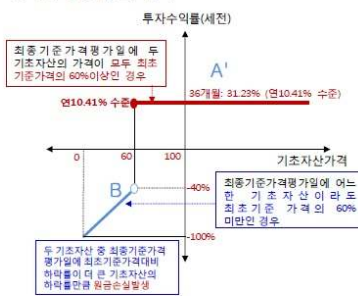 투자수익률(세전)
최종기준가격평가일에 두
기초자산의 가격이 모두 최초
기준가격의 60%이상인 경우
A'
36개월: 31.23% (연10.41% 수준)
연10.41% 수준
0
60
100
기초자산가격
B
-40%
최종기준가격평가일에 어느
한 기초자산이라도
최초기준 가격의 60%
미만인 경우
-100%
두 기초자산 중 최종기준가격
평가일에 최초기준가격대비
하락률이 더 큰 기초자산의
하락률만큼 원금손실발생